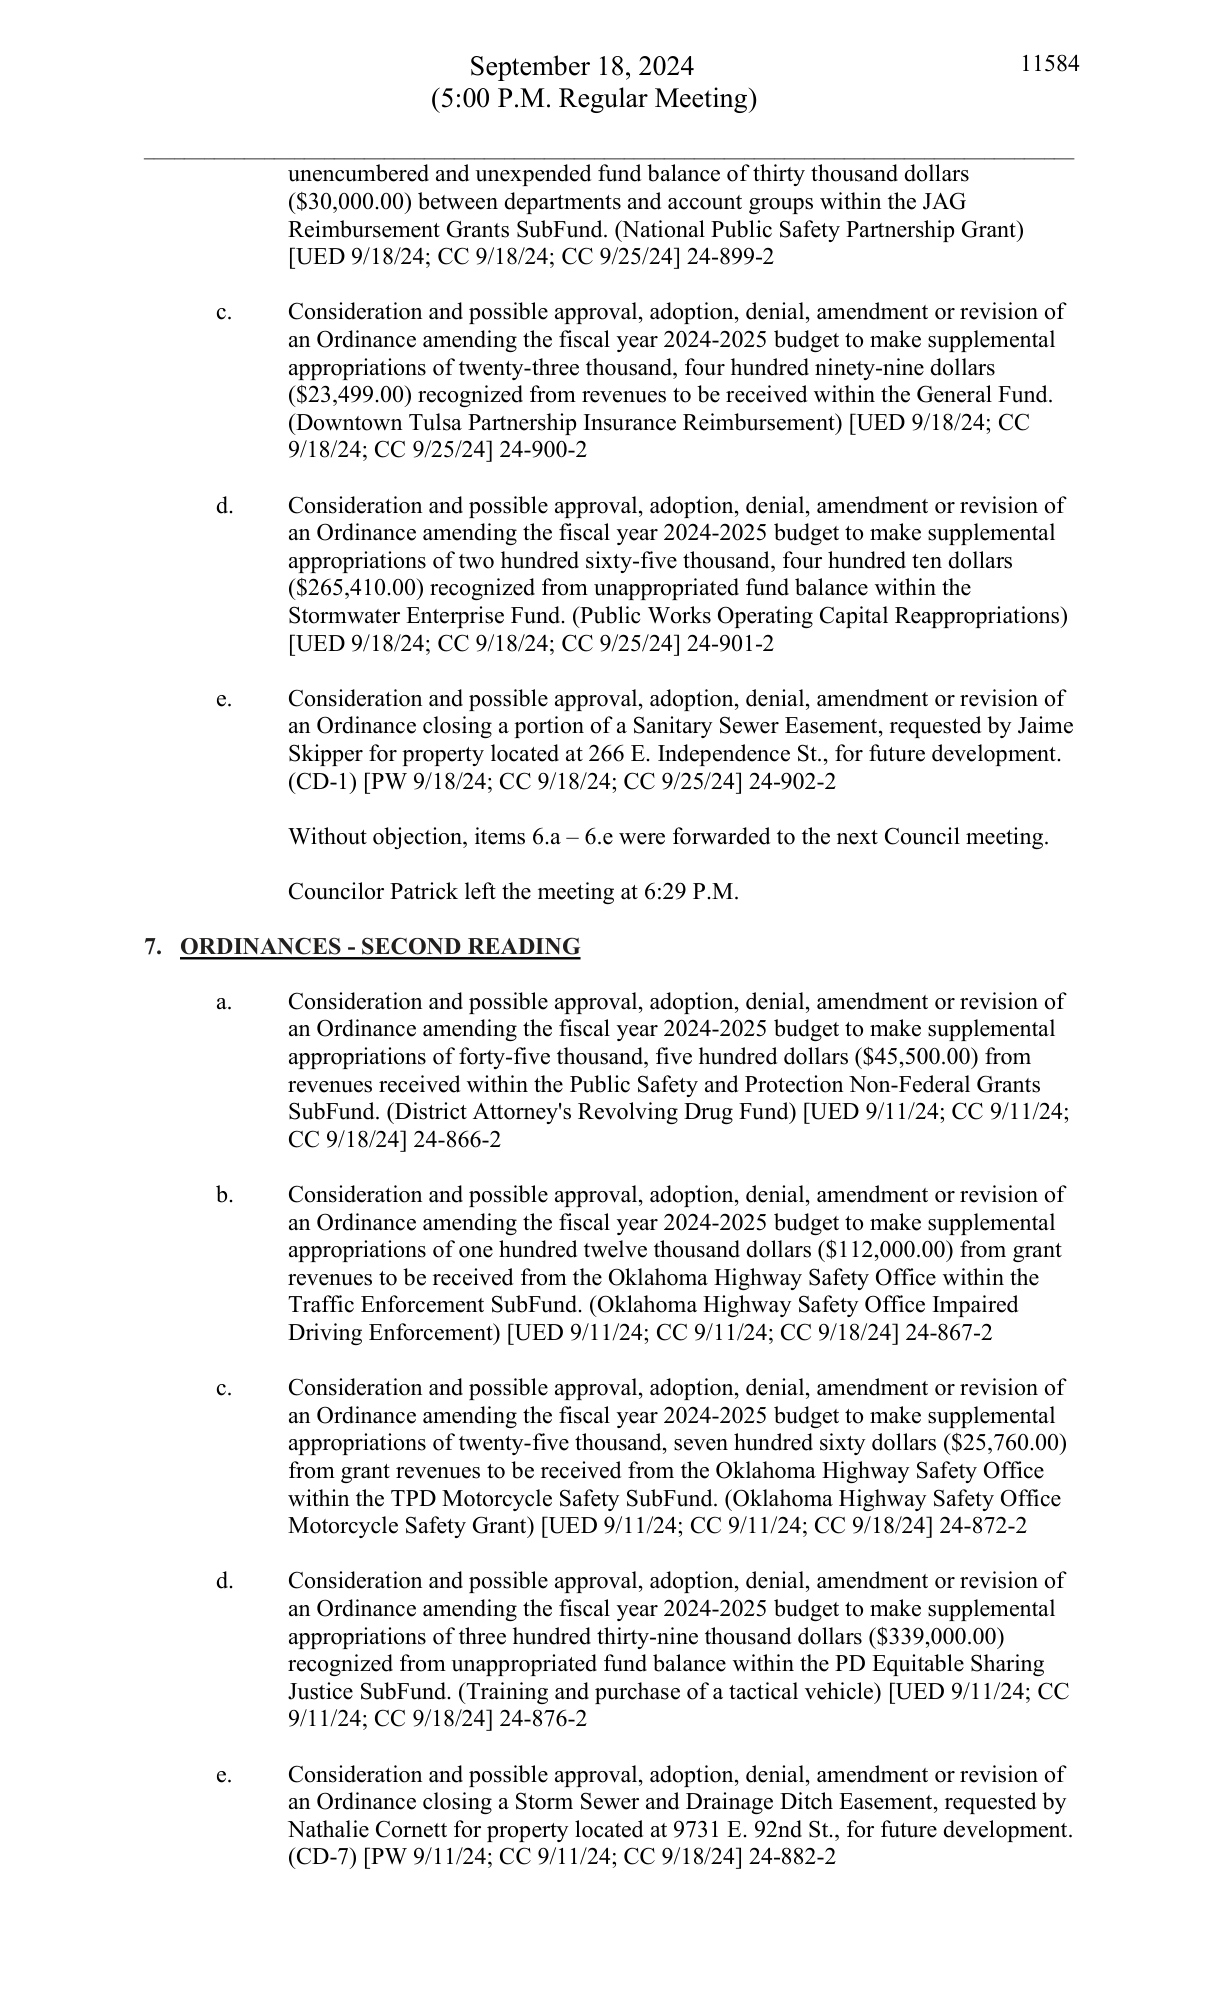 September 18, 2024
11584
(5:00 P.M. Regular Meeting)
unencumbered and unexpended fund balance of thirty thousand dollars
($30,000.00) between departments and account groups within the JAG
Reimbursement Grants SubFund. (National Public Safety Partnership Grant)
[UED 9/18/24; CC 9/18/24; CC 9/25/24] 24-899-2
c. Consideration and possible approval, adoption, denial, amendment or revision of
an Ordinance amending the fiscal year 2024-2025 budget to make supplemental
appropriations of twenty-three thousand, four hundred ninety-nine dollars
($23,499.00) recognized from revenues to be received within the General Fund.
(Downtown Tulsa Partnership Insurance Reimbursement) [UED 9/18/24; CC
9/18/24; CC 9/25/24] 24-900-2
d. Consideration and possible approval, adoption, denial, amendment or revision of
an Ordinance amending the fiscal year 2024-2025 budget to make supplemental
appropriations of two hundred sixty-five thousand, four hundred ten dollars
($265,410.00) recognized from unappropriated fund balance within the
Stormwater Enterprise Fund. (Public Works Operating Capital Reappropriations)
[UED 9/18/24; CC 9/18/24; CC 9/25/24] 24-901-2
e. Consideration and possible approval, adoption, denial, amendment or revision of
an Ordinance closing a portion of a Sanitary Sewer Easement, requested by Jaime
Skipper for property located at 266 E. Independence St., for future development.
(CD-1) [PW 9/18/24; CC 9/18/24; CC 9/25/24] 24-902-2
Without objection, items 6.a – 6.e were forwarded to the next Council meeting.
Councilor Patrick left the meeting at 6:29 P.M.
7. ORDINANCES - SECOND READING
a. Consideration and possible approval, adoption, denial, amendment or revision of
an Ordinance amending the fiscal year 2024-2025 budget to make supplemental
appropriations of forty-five thousand, five hundred dollars ($45,500.00) from
revenues received within the Public Safety and Protection Non-Federal Grants
SubFund. (District Attorney's Revolving Drug Fund) [UED 9/11/24; CC 9/11/24;
CC 9/18/24] 24-866-2
b. Consideration and possible approval, adoption, denial, amendment or revision of
an Ordinance amending the fiscal year 2024-2025 budget to make supplemental
appropriations of one hundred twelve thousand dollars ($112,000.00) from grant
revenues to be received from the Oklahoma Highway Safety Office within the
Traffic Enforcement SubFund. (Oklahoma Highway Safety Office Impaired
Driving Enforcement) [UED 9/11/24; CC 9/11/24; CC 9/18/24] 24-867-2
c. Consideration and possible approval, adoption, denial, amendment or revision of
an Ordinance amending the fiscal year 2024-2025 budget to make supplemental
appropriations of twenty-five thousand, seven hundred sixty dollars ($25,760.00)
from grant revenues to be received from the Oklahoma Highway Safety Office
within the TPD Motorcycle Safety SubFund. (Oklahoma Highway Safety Office
Motorcycle Safety Grant) [UED 9/11/24; CC 9/11/24; CC 9/18/24] 24-872-2
d. Consideration and possible approval, adoption, denial, amendment or revision of
an Ordinance amending the fiscal year 2024-2025 budget to make supplemental
appropriations of three hundred thirty-nine thousand dollars ($339,000.00)
recognized from unappropriated fund balance within the PD Equitable Sharing
Justice SubFund. (Training and purchase of a tactical vehicle) [UED 9/11/24; CC
9/11/24; CC 9/18/24] 24-876-2
e. Consideration and possible approval, adoption, denial, amendment or revision of
an Ordinance closing a Storm Sewer and Drainage Ditch Easement, requested by
Nathalie Cornett for property located at 9731 E. 92nd St., for future development.
(CD-7) [PW 9/11/24; CC 9/11/24; CC 9/18/24] 24-882-2